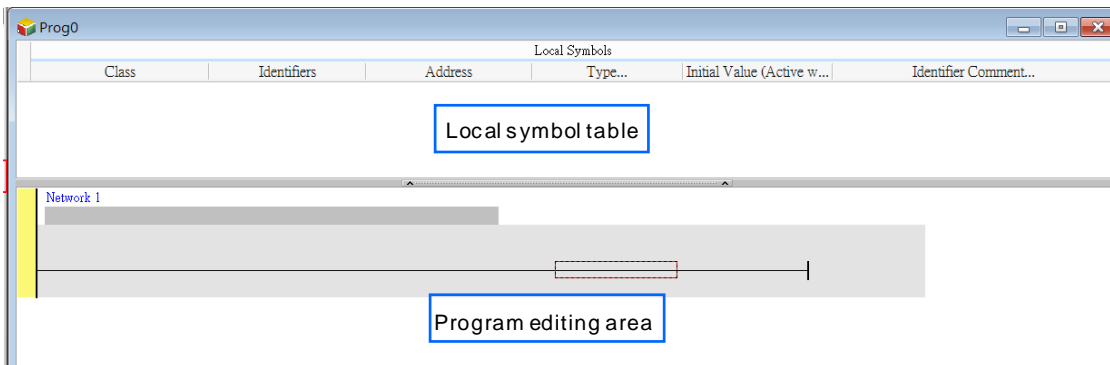 Prog0
Local Symbols
Class Identifiers Address Type... Initial Value (Active w... Identifier Comment...
Local symbol table
Network 1
Program editing area